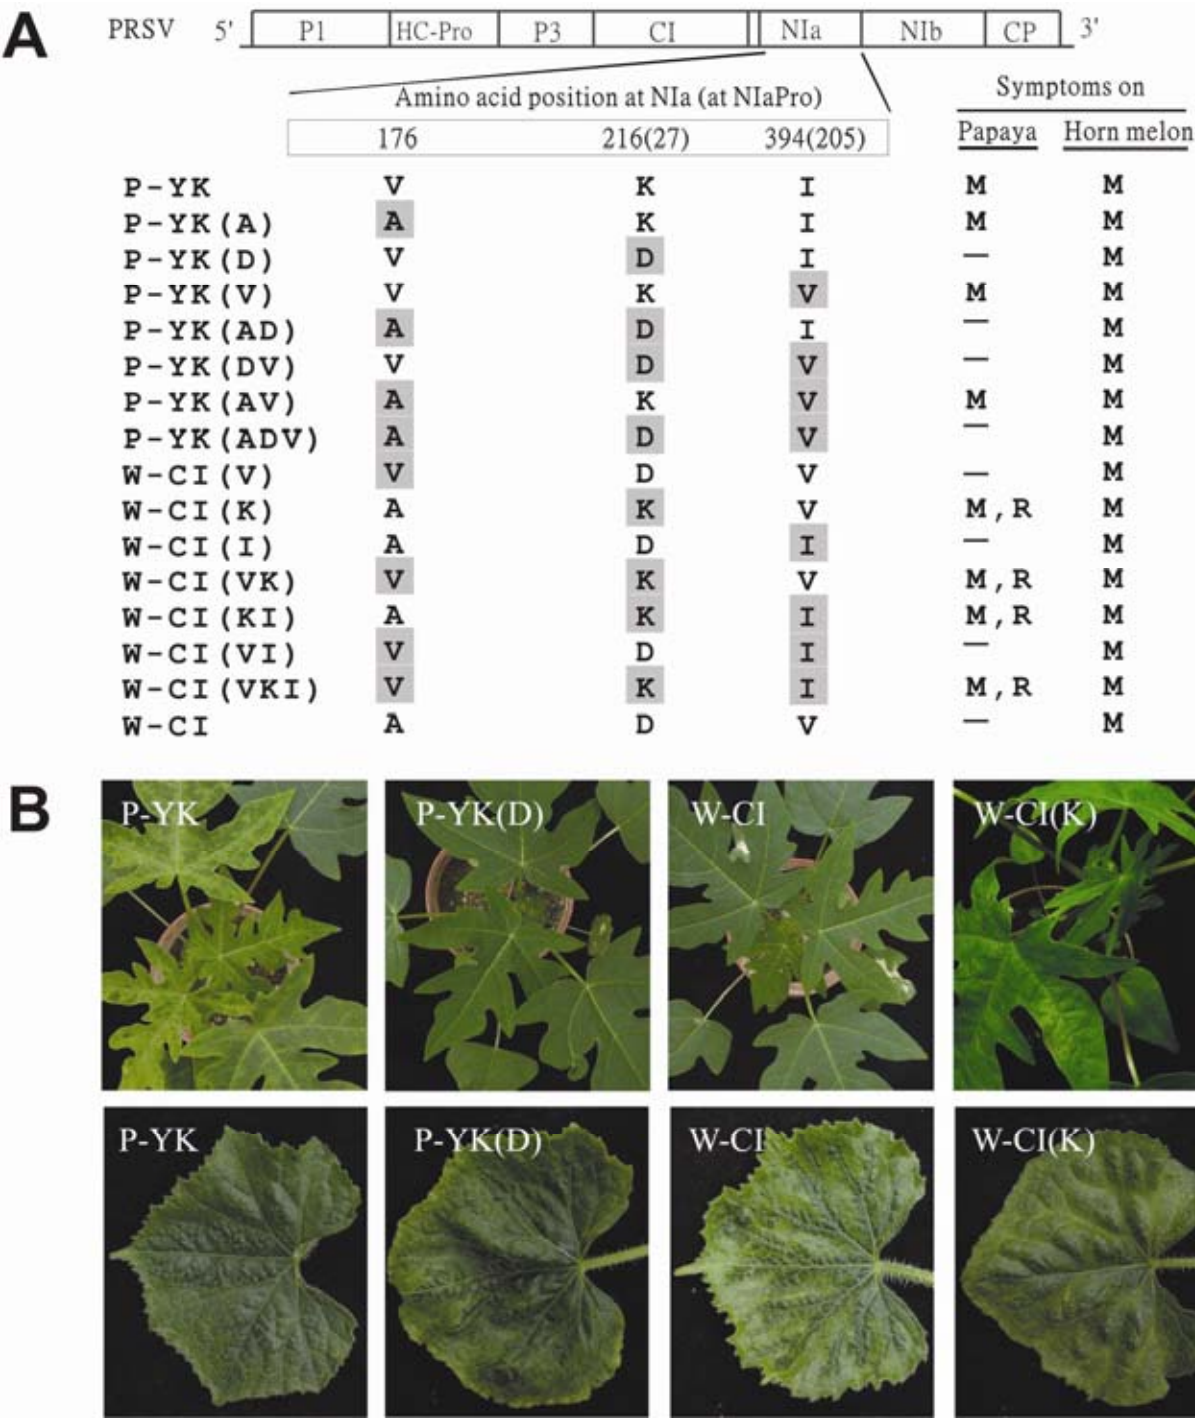 A
PRSV 5' P1 HC-Pro P3 CI NIa NIb CP 3'
Amino acid position at NIa (at NIaPro) Symptoms on
176 216(27) 394(205) Papaya Horn melon
P-YK V K I M M
P-YK(A) A K I M M
P-YK(D) V D I — M
P-YK(V) V K V M M
P-YK(AD) A D I — M
P-YK(DV) V D V — M
P-YK(AV) A K V M M
P-YK(ADV) A D V — M
W-CI(V) V D V — M
W-CI(K) A K V M,R M
W-CI(I) A D I — M
W-CI(VK) V K V M,R M
W-CI(KI) A K I M,R M
W-CI(VI) V D I — M
W-CI(VKI) V K I M,R M
W-CI A D V — M
B
P-YK P-YK(D) W-CI W-CI(K)
P-YK P-YK(D) W-CI W-CI(K)